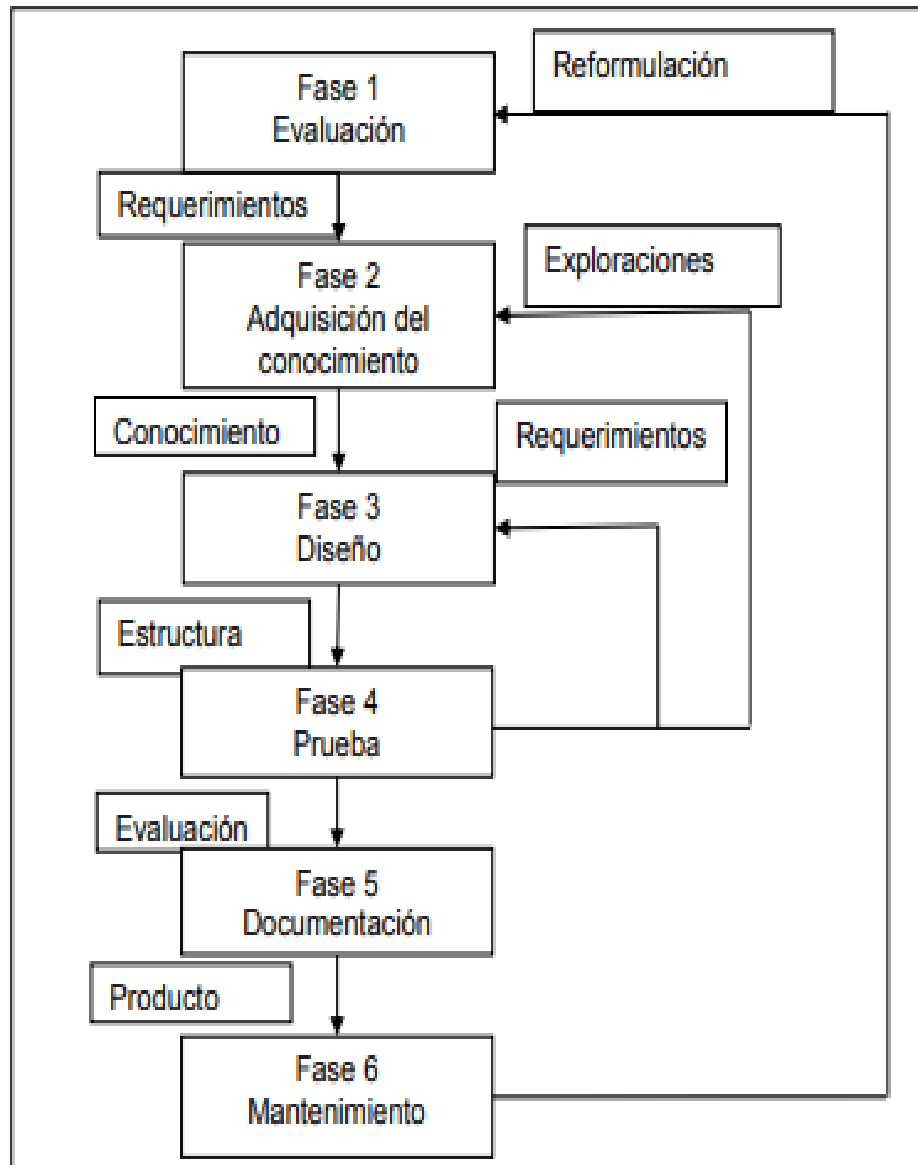 Reformulación
Fase 1
Evaluación
Requerimientos
Exploraciones
Fase 2
Adquisición del
conocimiento
Conocimiento
Requerimientos
Fase 3
Diseño
Estructura
Fase 4
Prueba
Evaluación
Fase 5
Documentación
Producto
Fase 6
Mantenimiento